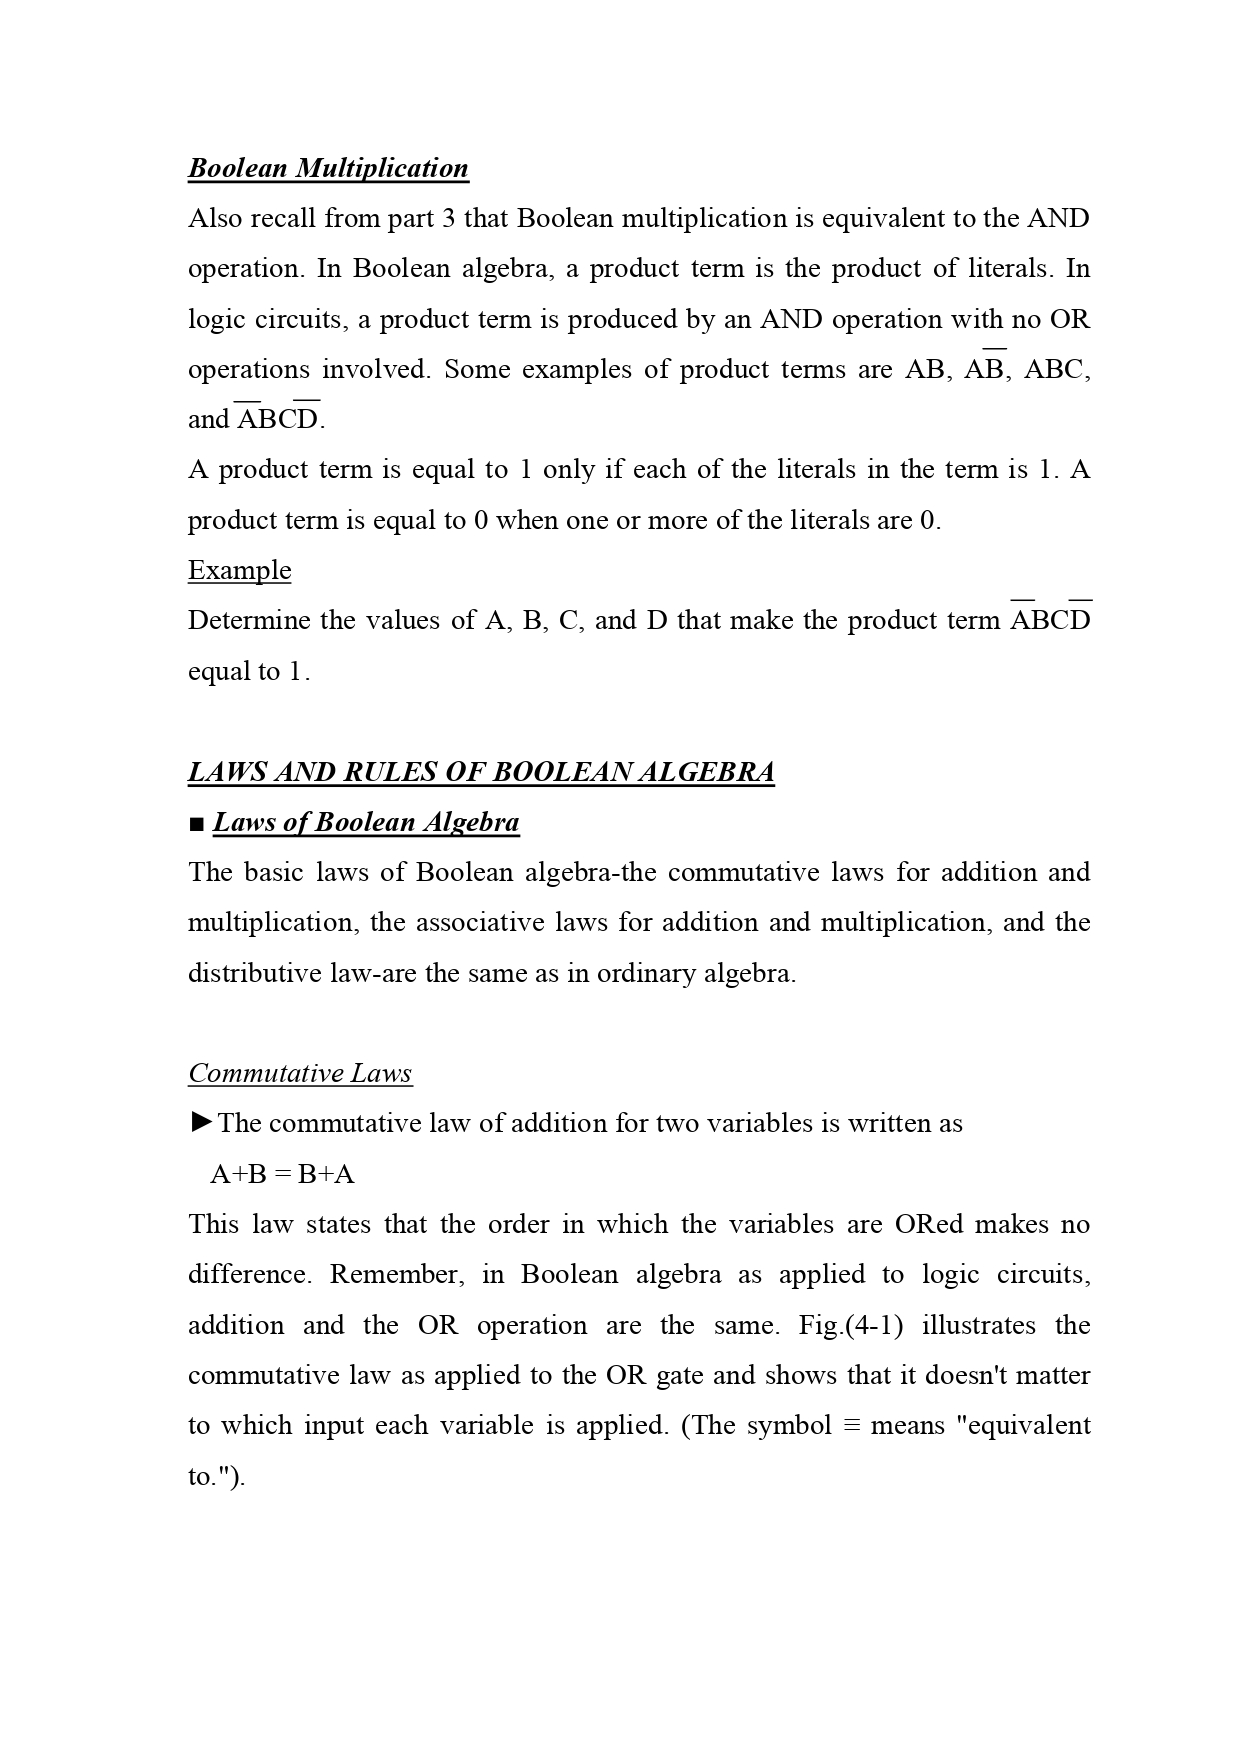 Boolean Multiplication
Also recall from part 3 that Boolean multiplication is equivalent to the AND
operation. In Boolean algebra, a product term is the product of literals. In
logic circuits, a product term is produced by an AND operation with no OR
operations involved. Some examples of product terms are AB, AB̅, ABC,
and A̅BCD̅.
A product term is equal to 1 only if each of the literals in the term is 1. A
product term is equal to 0 when one or more of the literals are 0.
Example
Determine the values of A, B, C, and D that make the product term A̅BCD̅
equal to 1.
LAWS AND RULES OF BOOLEAN ALGEBRA
■ Laws of Boolean Algebra
The basic laws of Boolean algebra-the commutative laws for addition and
multiplication, the associative laws for addition and multiplication, and the
distributive law-are the same as in ordinary algebra.
Commutative Laws
►The commutative law of addition for two variables is written as
A+B = B+A
This law states that the order in which the variables are ORed makes no
difference. Remember, in Boolean algebra as applied to logic circuits,
addition and the OR operation are the same. Fig.(4-1) illustrates the
commutative law as applied to the OR gate and shows that it doesn't matter
to which input each variable is applied. (The symbol ≡ means "equivalent
to.").